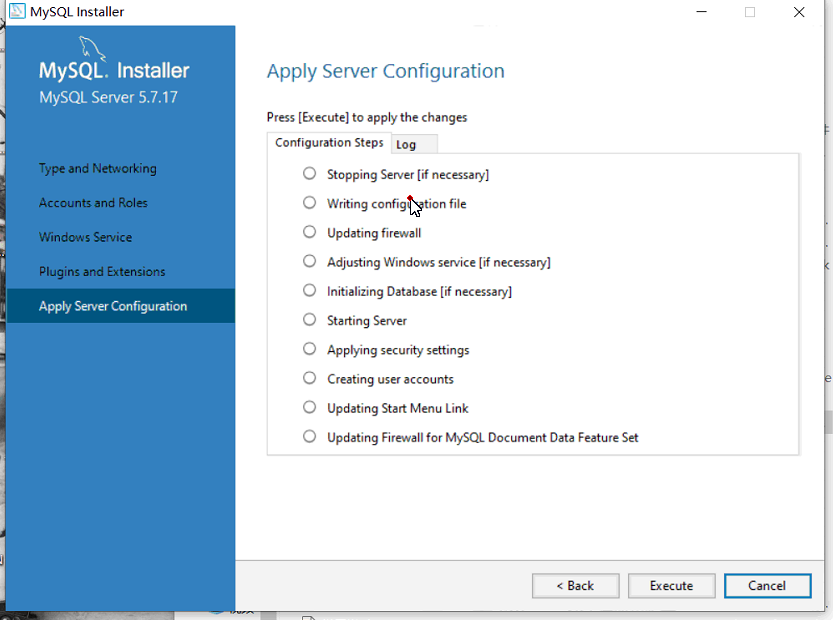 MySQL Installer
MySQL. Installer
MySQL Server 5.7.17
Type and Networking
Accounts and Roles
Windows Service
Plugins and Extensions
Apply Server Configuration
Apply Server Configuration
Press [Execute] to apply the changes
Configuration Steps Log
Stopping Server [if necessary]
Writing configuration file
Updating firewall
Adjusting Windows service [if necessary]
Initializing Database [if necessary]
Starting Server
Applying security settings
Creating user accounts
Updating Start Menu Link
Updating Firewall for MySQL Document Data Feature Set
< Back Execute Cancel